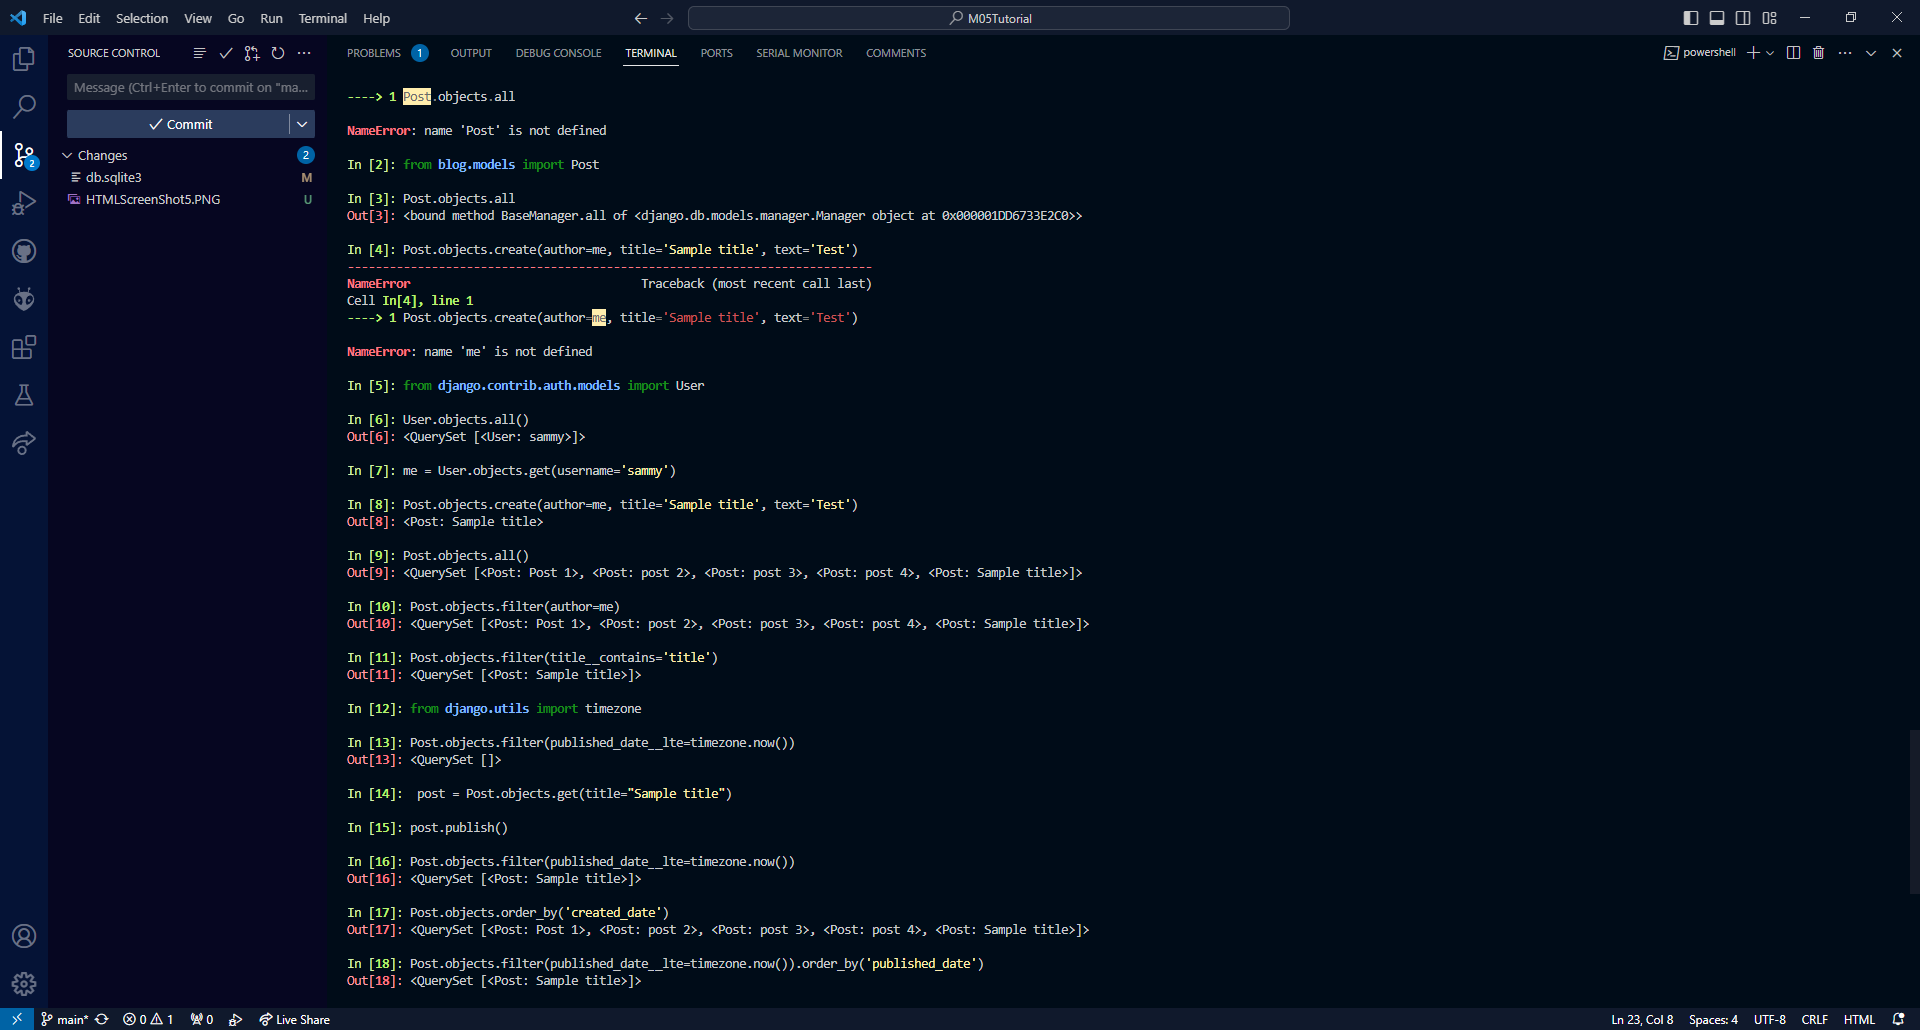 File Edit Selection View Go Run Terminal Help
M05Tutorial
SOURCE CONTROL
Message (Ctrl+Enter to commit on "ma...
Commit
Changes 2
db.sqlite3 M
HTMLScreenShot5.PNG U
2
PROBLEMS 1 OUTPUT DEBUG CONSOLE TERMINAL PORTS SERIAL MONITOR COMMENTS
powershell
----> 1 Post.objects.all
NameError: name 'Post' is not defined
In [2]: from blog.models import Post
In [3]: Post.objects.all
Out[3]: <bound method BaseManager.all of <django.db.models.manager.Manager object at 0x000001DD6733E2C0>>
In [4]: Post.objects.create(author=me, title='Sample title', text='Test')
---------------------------------------------------------------------------
NameError                                 Traceback (most recent call last)
Cell In[4], line 1
----> 1 Post.objects.create(author=me, title='Sample title', text='Test')
NameError: name 'me' is not defined
In [5]: from django.contrib.auth.models import User
In [6]: User.objects.all()
Out[6]: <QuerySet [<User: sammy>]>
In [7]: me = User.objects.get(username='sammy')
In [8]: Post.objects.create(author=me, title='Sample title', text='Test')
Out[8]: <Post: Sample title>
In [9]: Post.objects.all()
Out[9]: <QuerySet [<Post: Post 1>, <Post: post 2>, <Post: post 3>, <Post: post 4>, <Post: Sample title>]>
In [10]: Post.objects.filter(author=me)
Out[10]: <QuerySet [<Post: Post 1>, <Post: post 2>, <Post: post 3>, <Post: post 4>, <Post: Sample title>]>
In [11]: Post.objects.filter(title__contains='title')
Out[11]: <QuerySet [<Post: Sample title>]>
In [12]: from django.utils import timezone
In [13]: Post.objects.filter(published_date__lte=timezone.now())
Out[13]: <QuerySet []>
In [14]:  post = Post.objects.get(title="Sample title")
In [15]: post.publish()
In [16]: Post.objects.filter(published_date__lte=timezone.now())
Out[16]: <QuerySet [<Post: Sample title>]>
In [17]: Post.objects.order_by('created_date')
Out[17]: <QuerySet [<Post: Post 1>, <Post: post 2>, <Post: post 3>, <Post: post 4>, <Post: Sample title>]>
In [18]: Post.objects.filter(published_date__lte=timezone.now()).order_by('published_date')
Out[18]: <QuerySet [<Post: Sample title>]>
main* 0 1 0 Live Share
Ln 23, Col 8 Spaces: 4 UTF-8 CRLF HTML